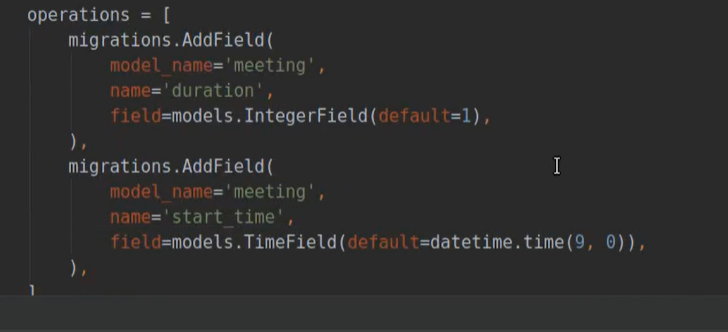 operations = [
    migrations.AddField(
        model_name='meeting',
        name='duration',
        field=models.IntegerField(default=1),
    ),
    migrations.AddField(
        model_name='meeting',
        name='start_time',
        field=models.TimeField(default=datetime.time(9, 0)),
    ),
]